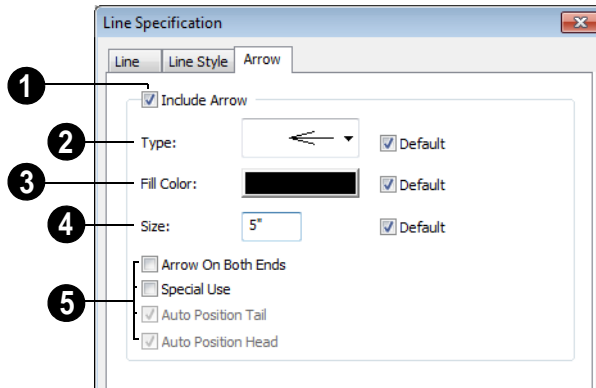 Line Specification
Line Line Style Arrow
1 Include Arrow
2 Type: Default
3 Fill Color: Default
4 Size: 5" Default
Arrow On Both Ends
Special Use
5
Auto Position Tail
Auto Position Head